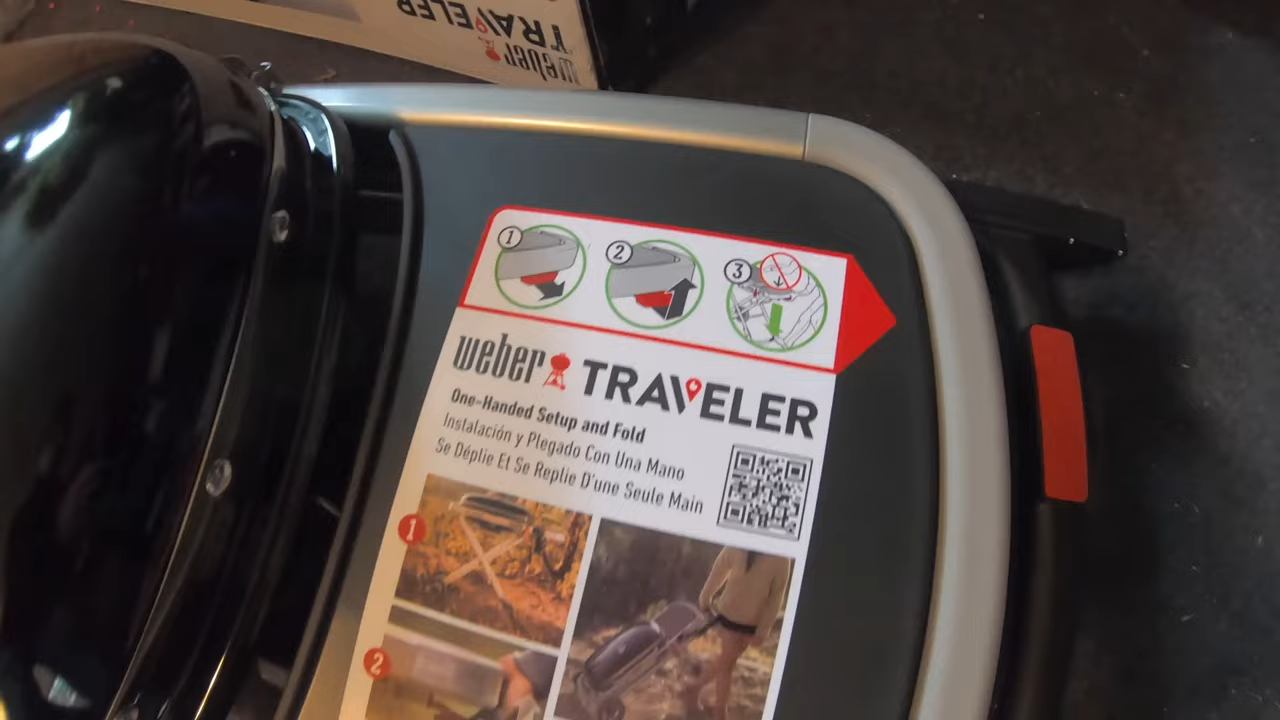 TRAVELER
weber
1 2 3
weber TRAVELER
One-Handed Setup and Fold
Instalación y Plegado Con Una Mano
Se Déplie Et Se Replie D'une Seule Main
1
2